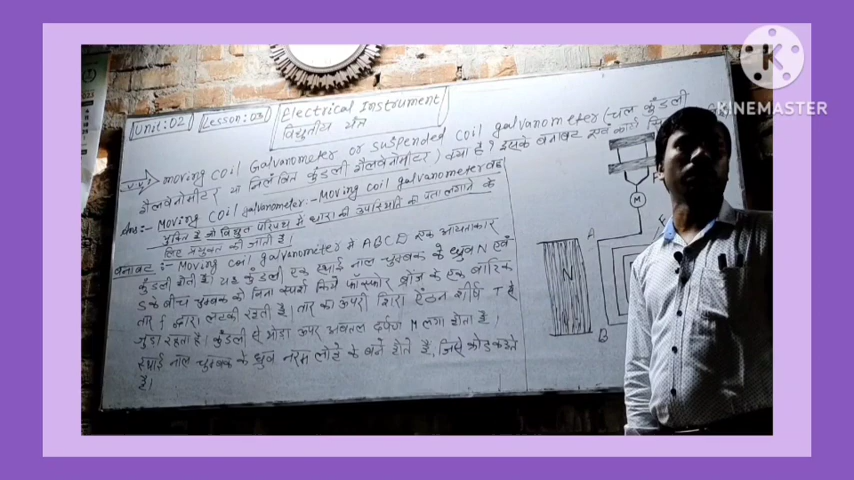 Unit:02 Lesson:03 Electrical Instrument
विद्युतीय यंत्र
V.V.I moving coil Galvanometer or suspended coil galvanometer (-चल कुंडली
गैलवेनोमीटर या निलंबित कुंडली गैलवेनोमीटर) क्या है? इसके बनावट एवं कार्य
Ans:- Moving coil galvanometer - Moving coil galvanometer वह
युक्ति है जो विद्युत परिपथ में धारा की उपस्थिति का पता लगाने के
लिए प्रयुक्त की जाती है।
बनावट :- Moving coil galvanometer में ABCD एक आयताकार
कुंडली होती है। यह कुंडली एक स्थाई नाल चुम्बक के ध्रुव N एवं
S के बीच चुम्बक को बिना स्पर्श किये फॉस्फोर ब्रोंज के एक बारिक
तार f द्वारा लटकी रहती है। तार का ऊपरी शिरा ऐंठन शीर्ष T से
जुडा रहता है। कुंडली से थोडा ऊपर अवतल दर्पण M लगा होता है।
स्थाई नाल चुम्बक के ध्रुव नरम लोहे के बने होते है, जिसे क्रोड कहते
है।
M
A
N
B
KINEMASTER